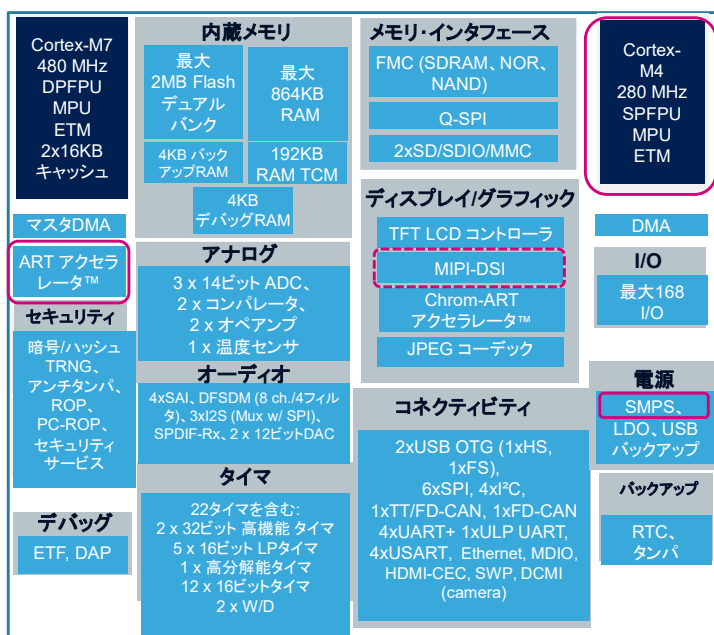 Cortex-M7
480 MHz
DPFPU
MPU
ETM
2x16KB
キャッシュ
マスタDMA
ART アクセラ
レータ™
セキュリティ
暗号/ハッシュ
TRNG、
アンチタンパ、
ROP、
PC-ROP、
セキュリティ
サービス
デバッグ
ETF, DAP
内蔵メモリ
最大
2MB Flash
デュアル
バンク
最大
864KB
RAM
4KB バック
アップRAM
192KB
RAM TCM
4KB
デバッグRAM
アナログ
3 x 14ビット ADC、
2 x コンパレータ、
2 x オペアンプ
1 x 温度センサ
オーディオ
4xSAI、DFSDM (8 ch./4フィル
タ)、3xI2S (Mux w/ SPI)、
SPDIF-Rx、2 x 12ビットDAC
タイマ
22タイマを含む:
2 x 32ビット 高機能 タイマ
5 x 16ビット LPタイマ
1 x 高分解能タイマ
12 x 16ビットタイマ
2 x W/D
メモリ・インタフェース
FMC (SDRAM、NOR、
NAND)
Q-SPI
2xSD/SDIO/MMC
ディスプレイ/グラフィック
TFT LCD コントローラ
MIPI-DSI
Chrom-ART
アクセラレータ™
JPEG コーデック
コネクティビティ
2xUSB OTG (1xHS,
1xFS),
6xSPI, 4xI²C,
1xTT/FD-CAN, 1xFD-CAN
4xUART+ 1xULP UART,
4xUSART, Ethernet, MDIO,
HDMI-CEC, SWP, DCMI
(camera)
Cortex-
M4
280 MHz
SPFPU
MPU
ETM
DMA
I/O
最大168
I/O
電源
SMPS、
LDO、USB
バックアップ
バックアップ
RTC、
タンパ